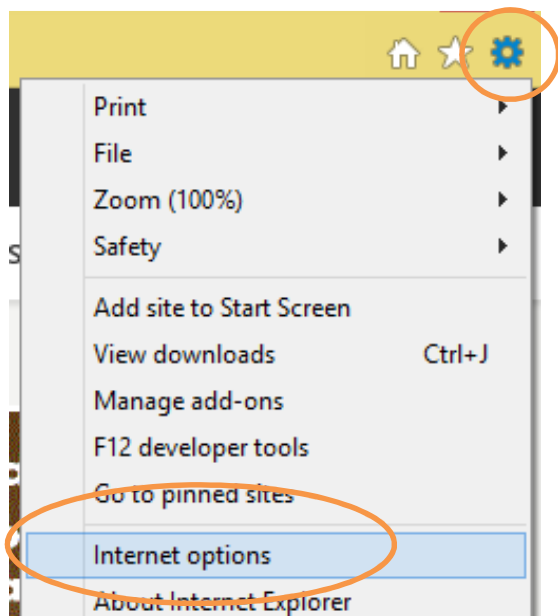 Print
File
Zoom (100%)
Safety
Add site to Start Screen
View downloads Ctrl+J
Manage add-ons
F12 developer tools
Go to pinned sites
Internet options
About Internet Explorer